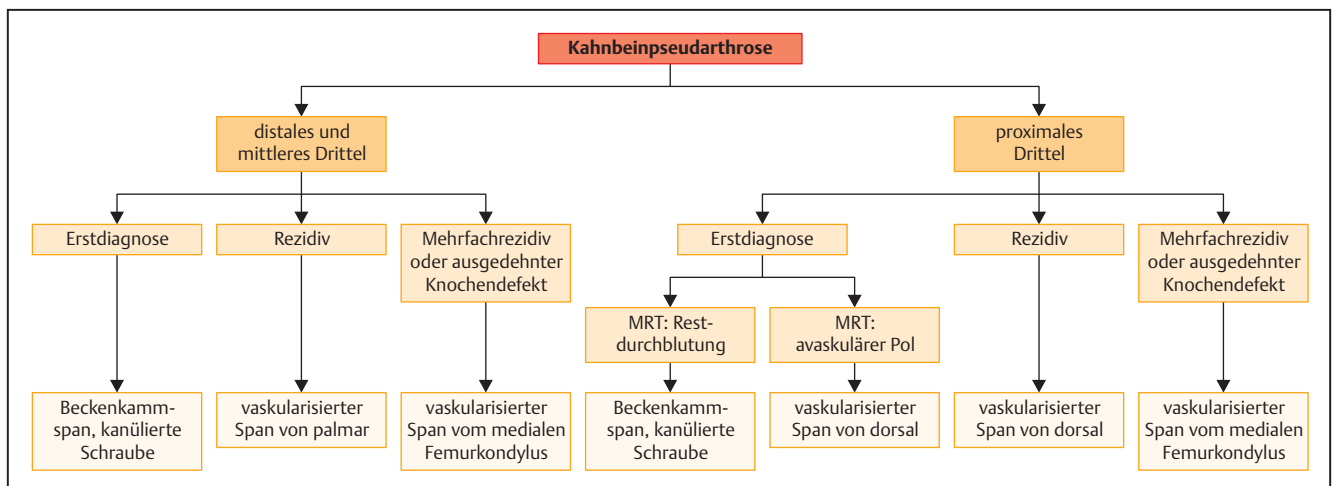 Kahnbeinpseudarthrose
distales und
mittleres Drittel
proximales
Drittel
Erstdiagnose
Rezidiv
Mehrfachrezidiv
oder ausgedehnter
Knochendefekt
Erstdiagnose
Rezidiv
Mehrfachrezidiv
oder ausgedehnter
Knochendefekt
MRT: Rest-
durchblutung
MRT:
avaskulärer Pol
Beckenkamm-
span, kanülierte
Schraube
vaskularisierter
Span von palmar
vaskularisierter
Span vom medialen
Femurkondylus
Beckenkamm-
span, kanülierte
Schraube
vaskularisierter
Span von dorsal
vaskularisierter
Span von dorsal
vaskularisierter
Span vom medialen
Femurkondylus